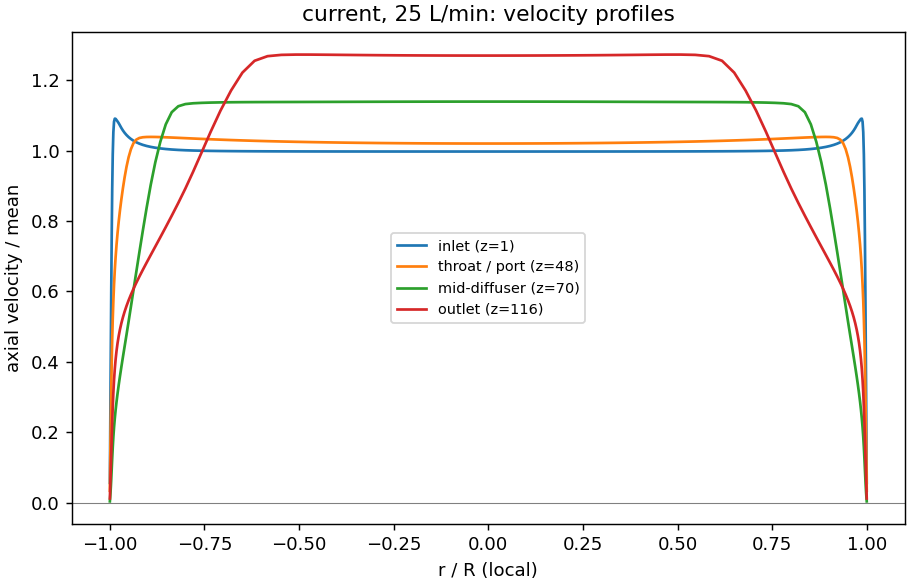 current, 25 L/min: velocity profiles
axial velocity / mean
1.2
1.0
0.8
0.6
0.4
0.2
0.0
inlet (z=1)
throat / port (z=48)
mid-diffuser (z=70)
outlet (z=116)
−1.00 −0.75 −0.50 −0.25 0.00 0.25 0.50 0.75 1.00
r / R (local)